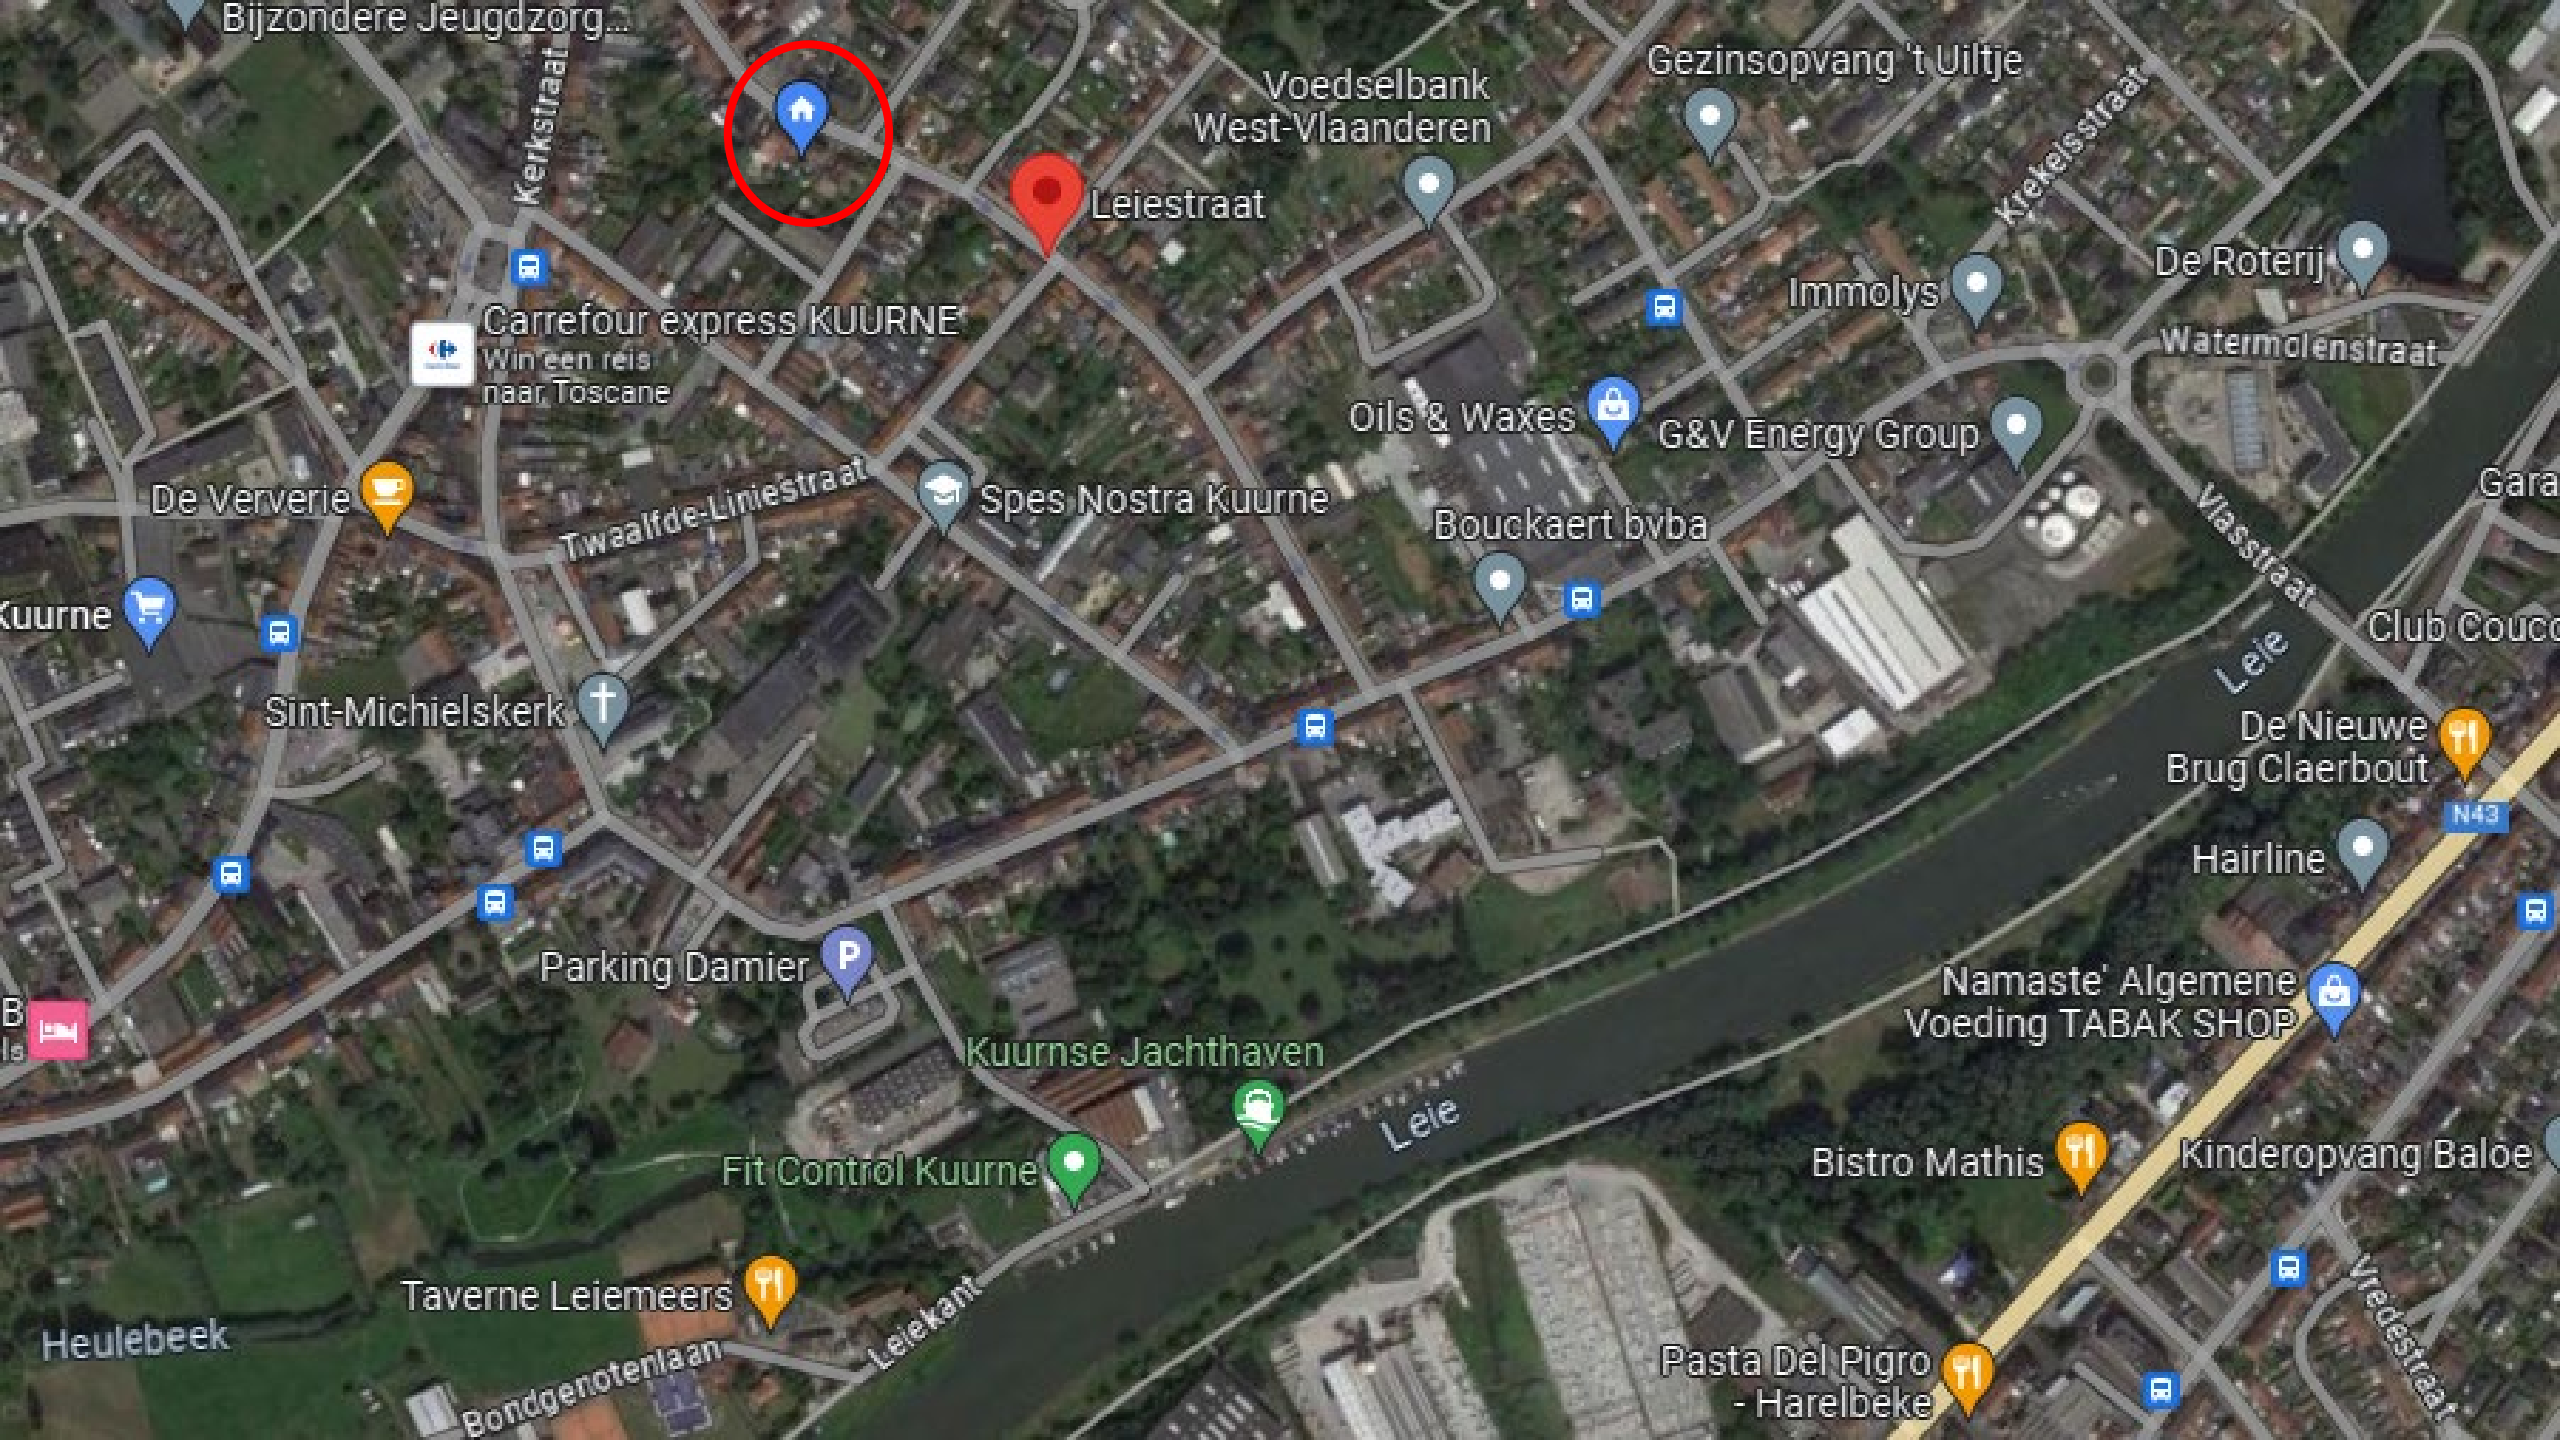 Bijzondere Jeugdzorg...
Kerkstraat
Voedselbank
West-Vlaanderen
Gezinsopvang 't Uiltje
Krekelsstraat
Leiestraat
De Roterij
Immolys
Watermolenstraat
Carrefour express KUURNE
Win een reis
naar Toscane
Oils & Waxes
G&V Energy Group
De Ververie
Twaalfde-Liniestraat
Spes Nostra Kuurne
Bouckaert bvba
Gara
Vlasstraat
Kuurne
Club Couco
Leie
Sint-Michielskerk
De Nieuwe
Brug Claerbout
N43
Hairline
P
Parking Damier
Namaste' Algemene
Voeding TABAK SHOP
B
ls
Kuurnse Jachthaven
Leie
Fit Control Kuurne
Bistro Mathis
Kinderopvang Baloe
Taverne Leiemeers
Leiekant
Heulebeek
Bondgenotenlaan
Vredestraat
Pasta Del Pigro
- Harelbeke